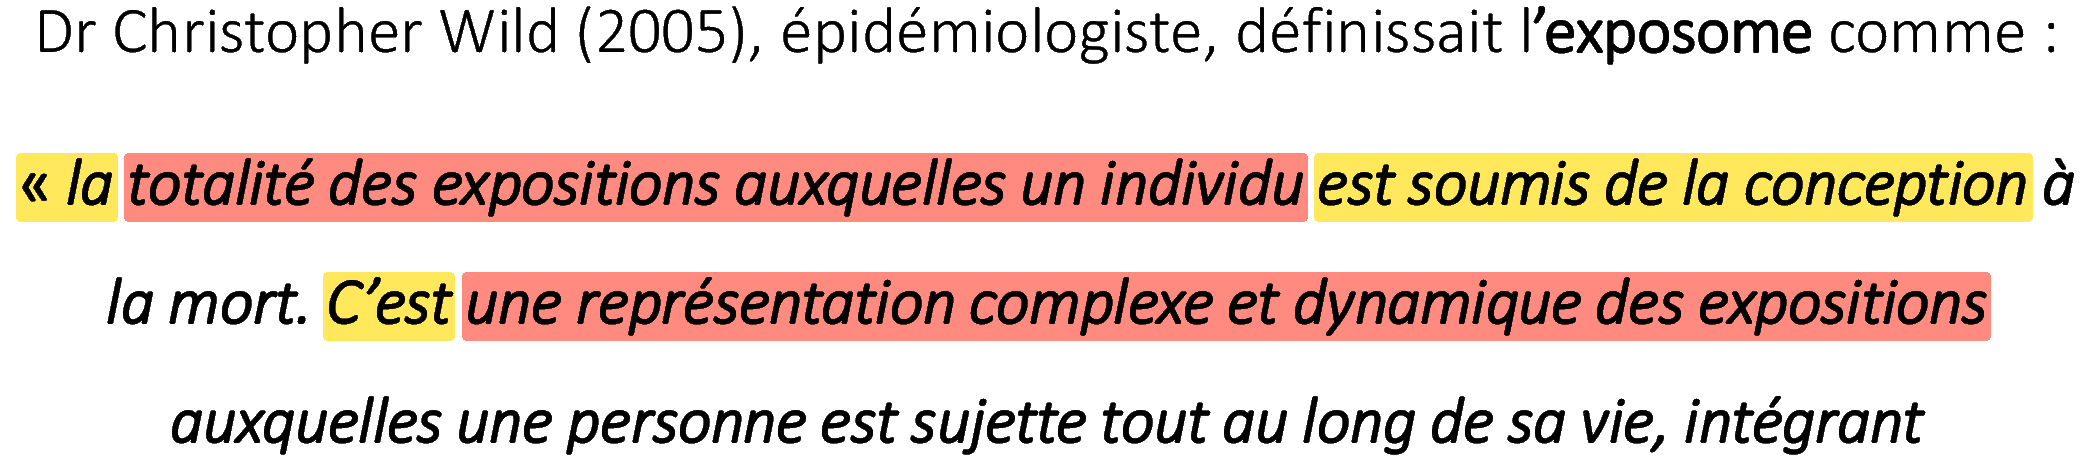 Dr Christopher Wild (2005), épidémiologiste, définissait l’exposome comme :
« la totalité des expositions auxquelles un individu est soumis de la conception à
la mort. C’est une représentation complexe et dynamique des expositions
auxquelles une personne est sujette tout au long de sa vie, intégrant